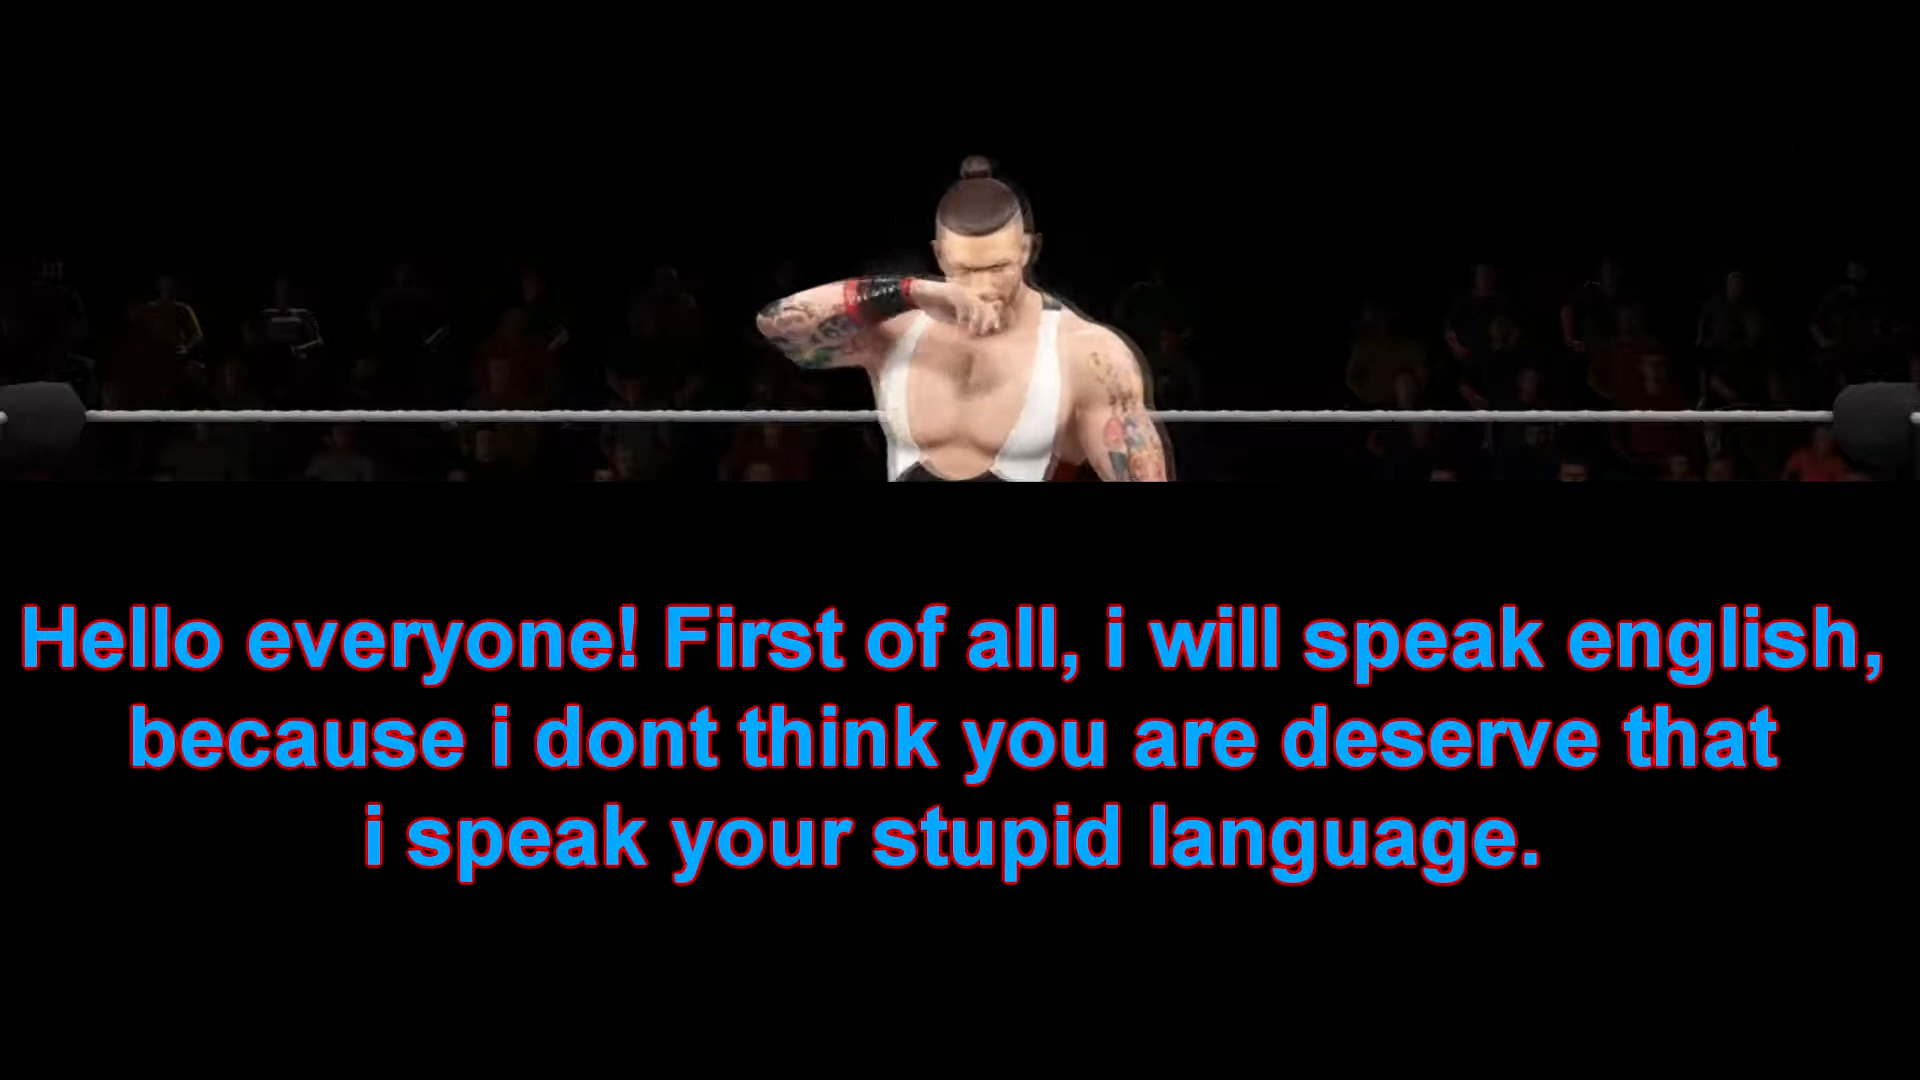 Hello everyone! First of all, i will speak english,
because i dont think you are deserve that
i speak your stupid language.